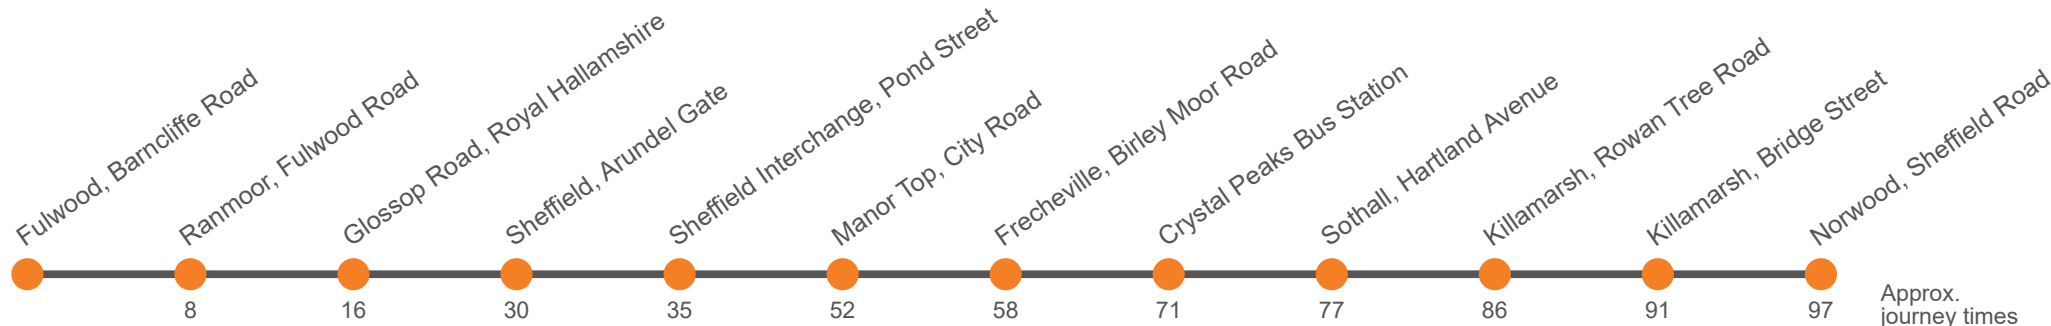 Fulwood, Barncliffe Road
Ranmoor, Fulwood Road
Glossop Road, Royal Hallamshire
Sheffield, Arundel Gate
Sheffield Interchange, Pond Street
Manor Top, City Road
Frecheville, Birley Moor Road
Crystal Peaks Bus Station
Sothall, Hartland Avenue
Killamarsh, Rowan Tree Road
Killamarsh, Bridge Street
Norwood, Sheffield Road
8 16 30 35 52 58 71 77 86 91 97
Approx.
journey times